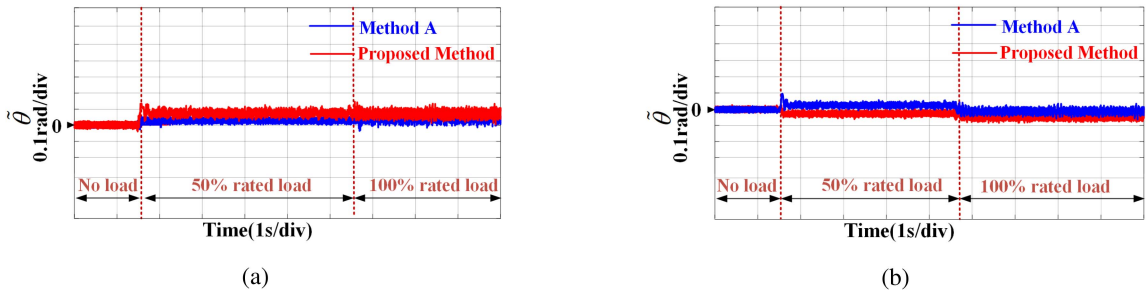 Method A
Proposed Method
0.1rad/div
θ̃
0
No load
50% rated load
100% rated load
Time(1s/div)
(a)
Method A
Proposed Method
0.1rad/div
θ̃
0
No load
50% rated load
100% rated load
Time(1s/div)
(b)